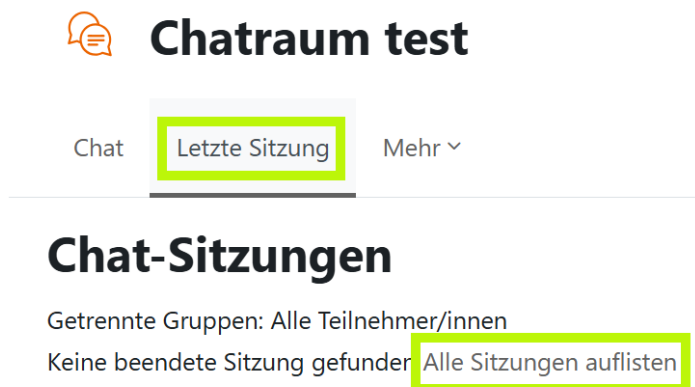 Chatraum test
Chat Letzte Sitzung Mehr
Chat-Sitzungen
Getrennte Gruppen: Alle Teilnehmer/innen
Keine beendete Sitzung gefunden Alle Sitzungen auflisten